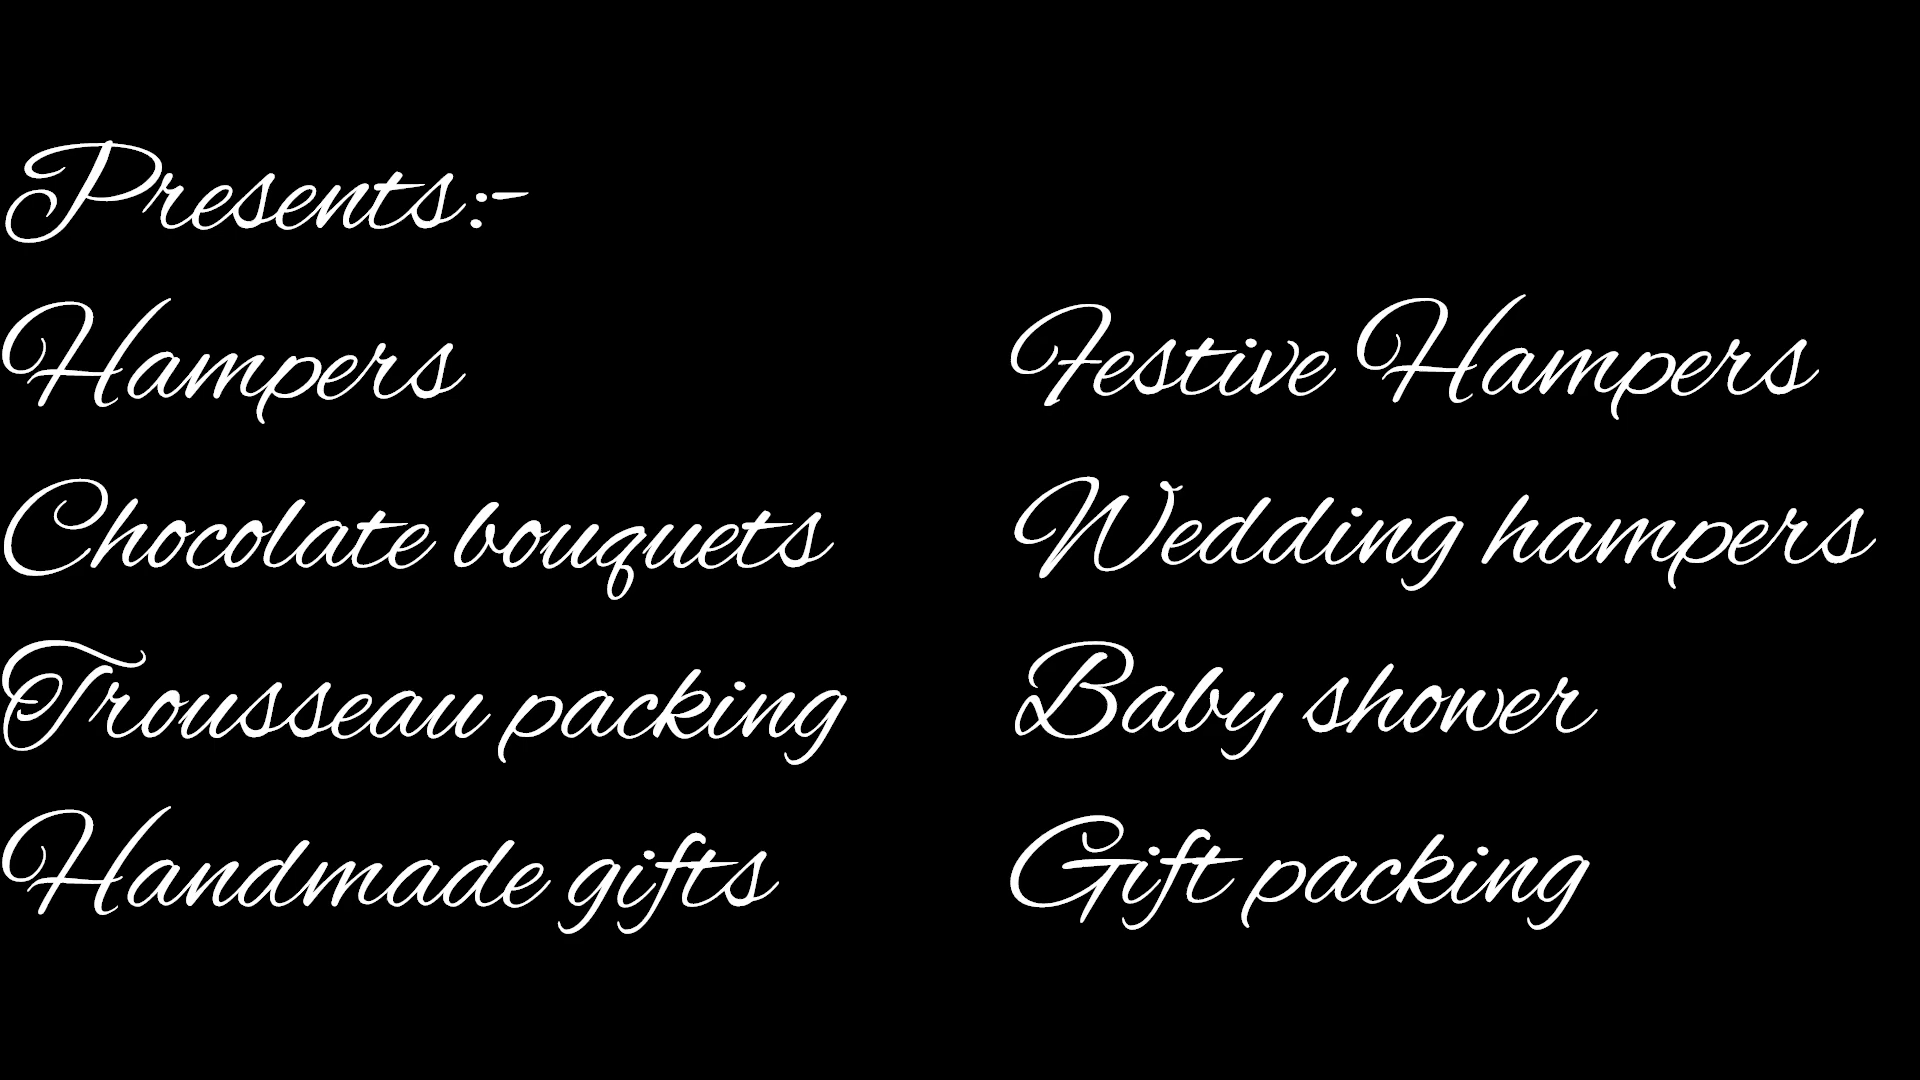 Presents:-
Hampers
Chocolate bouquets
Trousseau packing
Handmade gifts
Festive Hampers
Wedding hampers
Baby shower
Gift packing